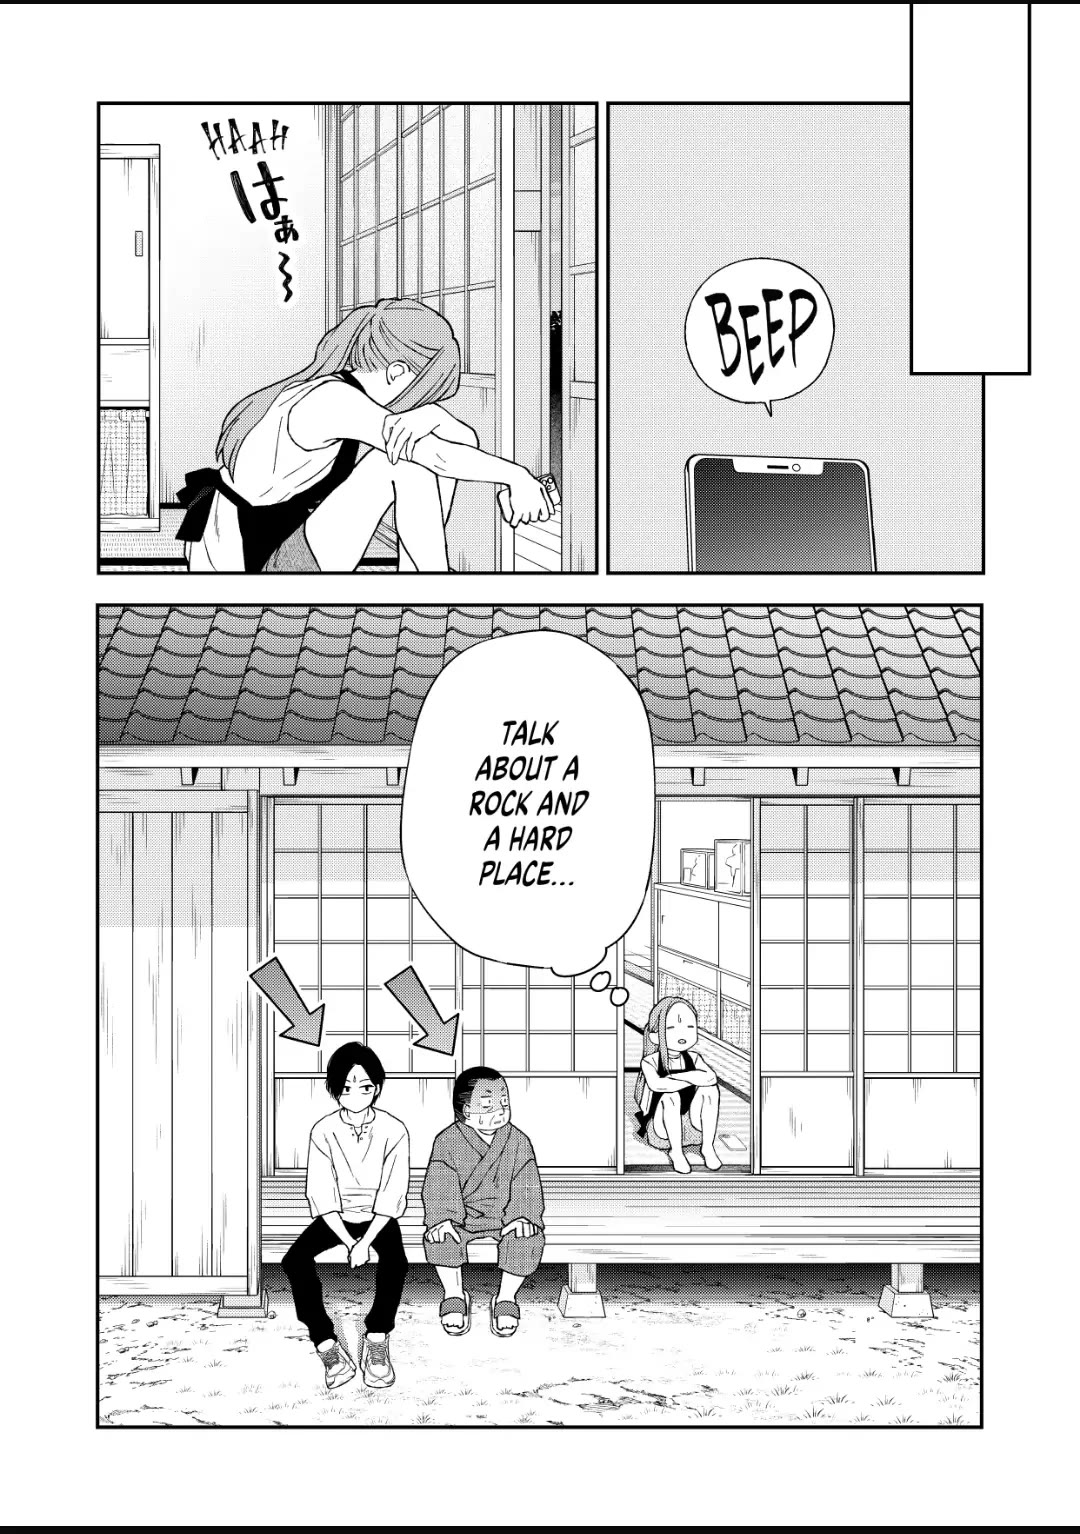 BEEP
HAAH
はぁ〜〜
TALK
ABOUT A
ROCK AND
A HARD
PLACE...